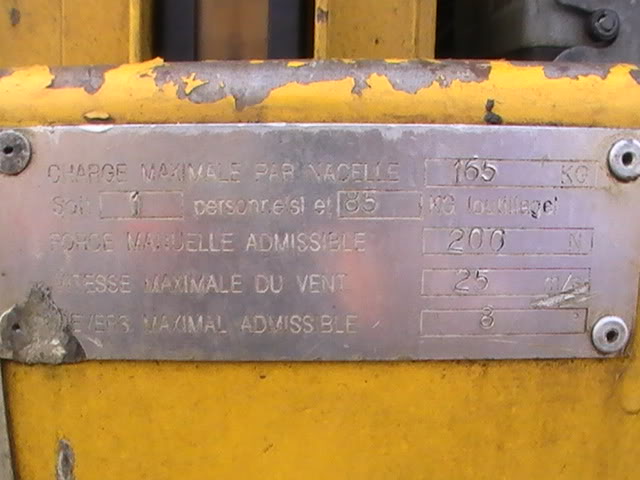 CHARGE MAXIMALE PAR NACELLE 165 KG
Soit 1 personne(s) et 85 KG (outillage)
FORCE MANUELLE ADMISSIBLE 200 N
VITESSE MAXIMALE DU VENT 25 m/s
DEVERS MAXIMAL ADMISSIBLE 8 °